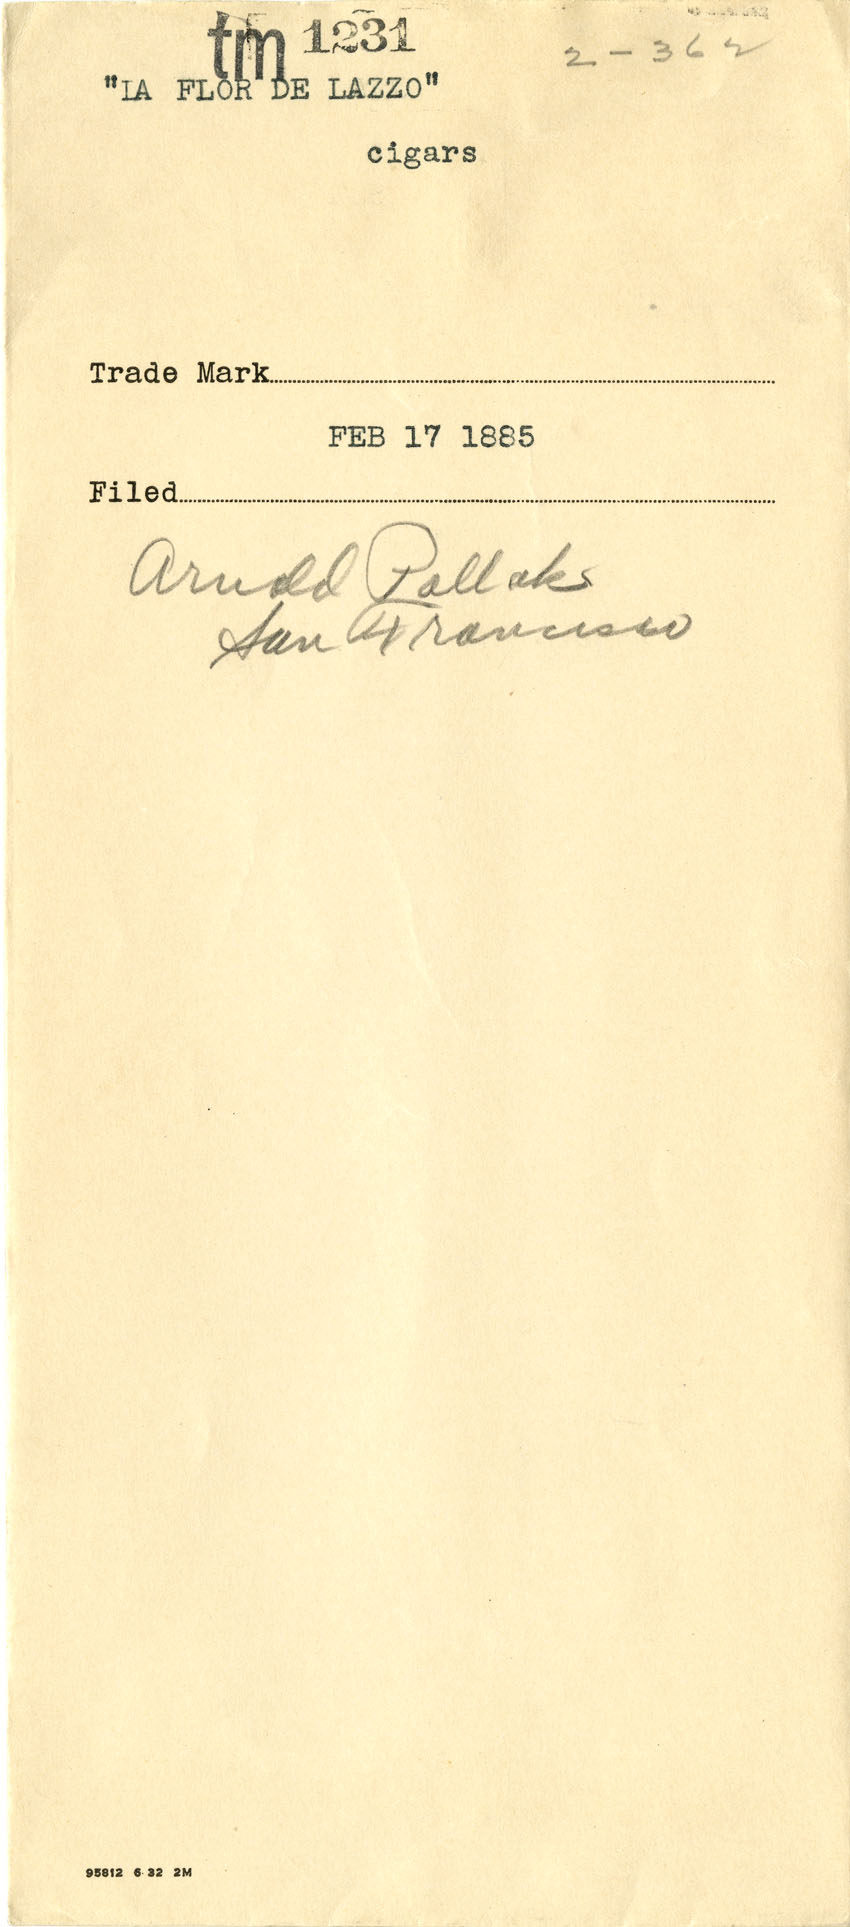 tm 1231
2-362
"LA FLOR DE LAZZO"
cigars
Trade Mark
FEB 17 1885
Filed
Arnold Pollak
San Francisco
95812 6-32 2M